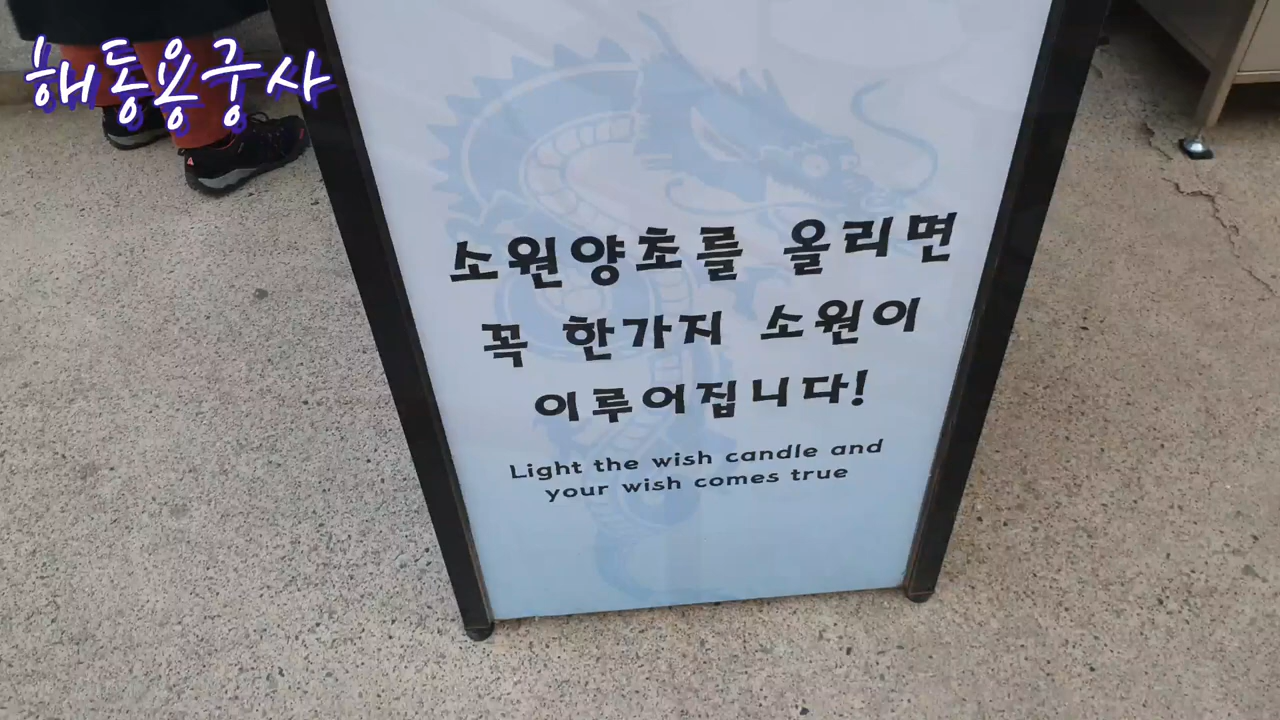 해동용궁사
소원양초를 올리면
꼭 한가지 소원이
이루어집니다!
Light the wish candle and
your wish comes true